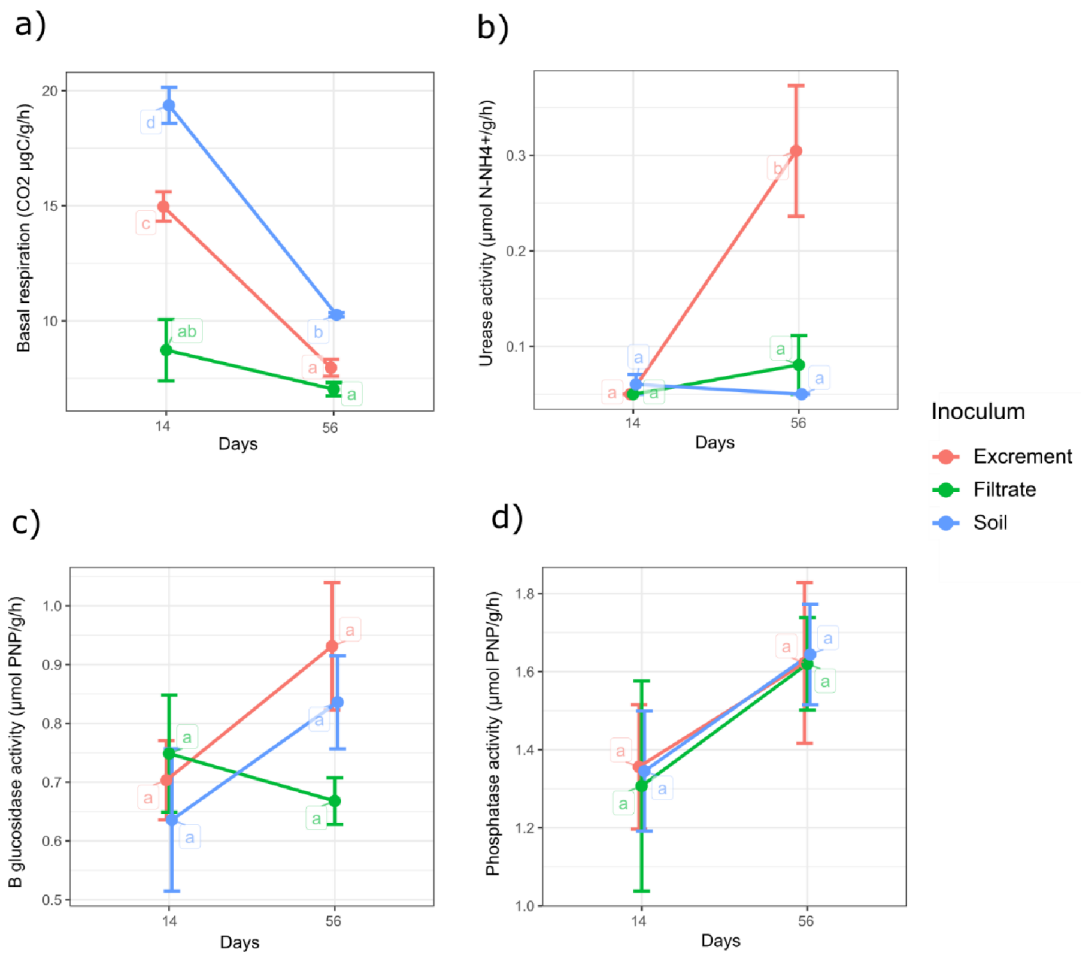 a)
Basal respiration (CO2 µgC/g/h)
20
15
10
d
c
ab
b
a
a
14
56
Days
b)
Urease activity (µmol N-NH4+/g/h)
0.3
0.2
0.1
b
a
a
a
a
a
14
56
Days
Inoculum
Excrement
Filtrate
Soil
c)
B glucosidase activity (µmol PNP/g/h)
1.0
0.9
0.8
0.7
0.6
0.5
a
a
a
a
a
a
14
56
Days
d)
Phosphatase activity (µmol PNP/g/h)
1.8
1.6
1.4
1.2
1.0
a
a
a
a
a
a
14
56
Days